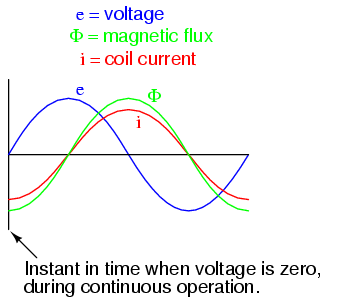 e = voltage
Φ = magnetic flux
i = coil current
e
Φ
i
Instant in time when voltage is zero,
during continuous operation.